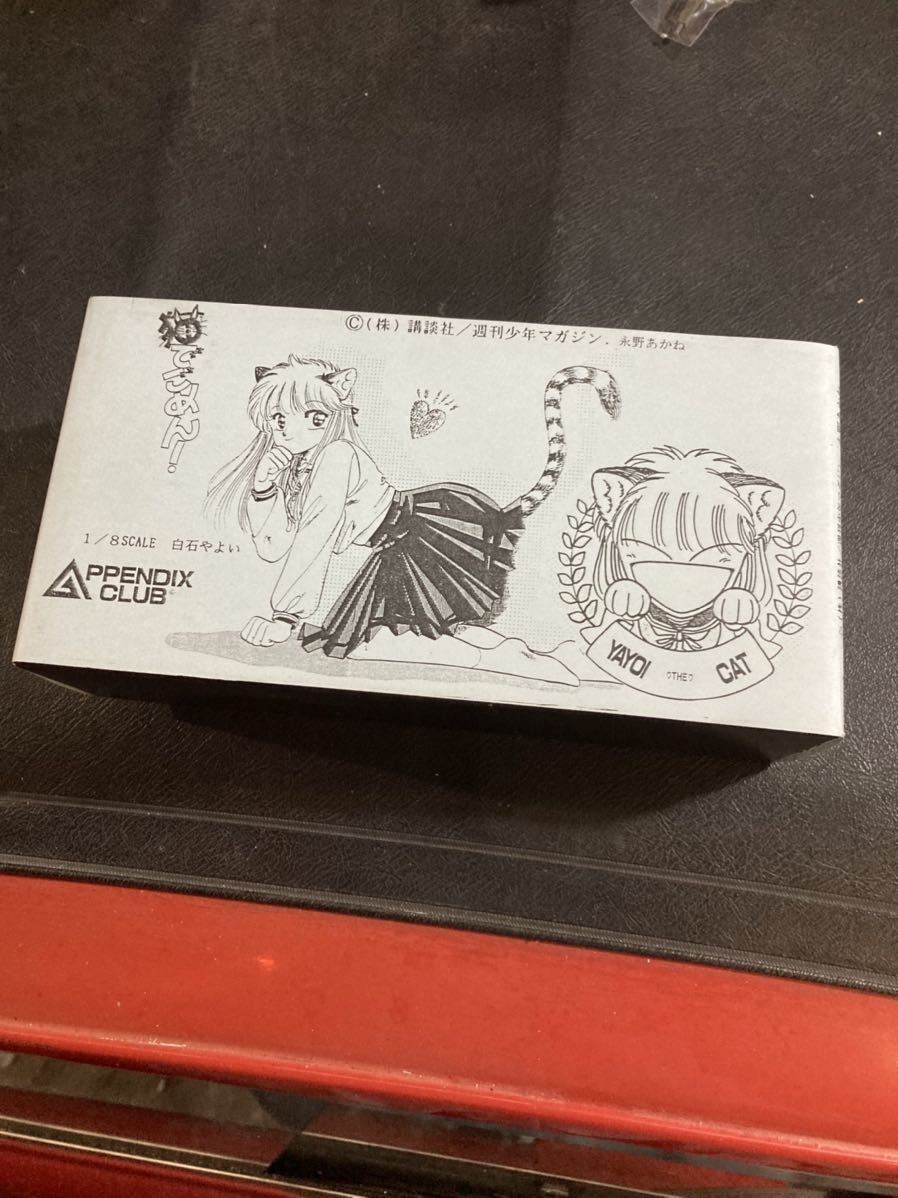 ©(株)講談社/週刊少年マガジン. 永野あかね
猫でごめん!
1/8SCALE 白石やよい
APPENDIX
CLUB
YAYOI ♡THE♡ CAT